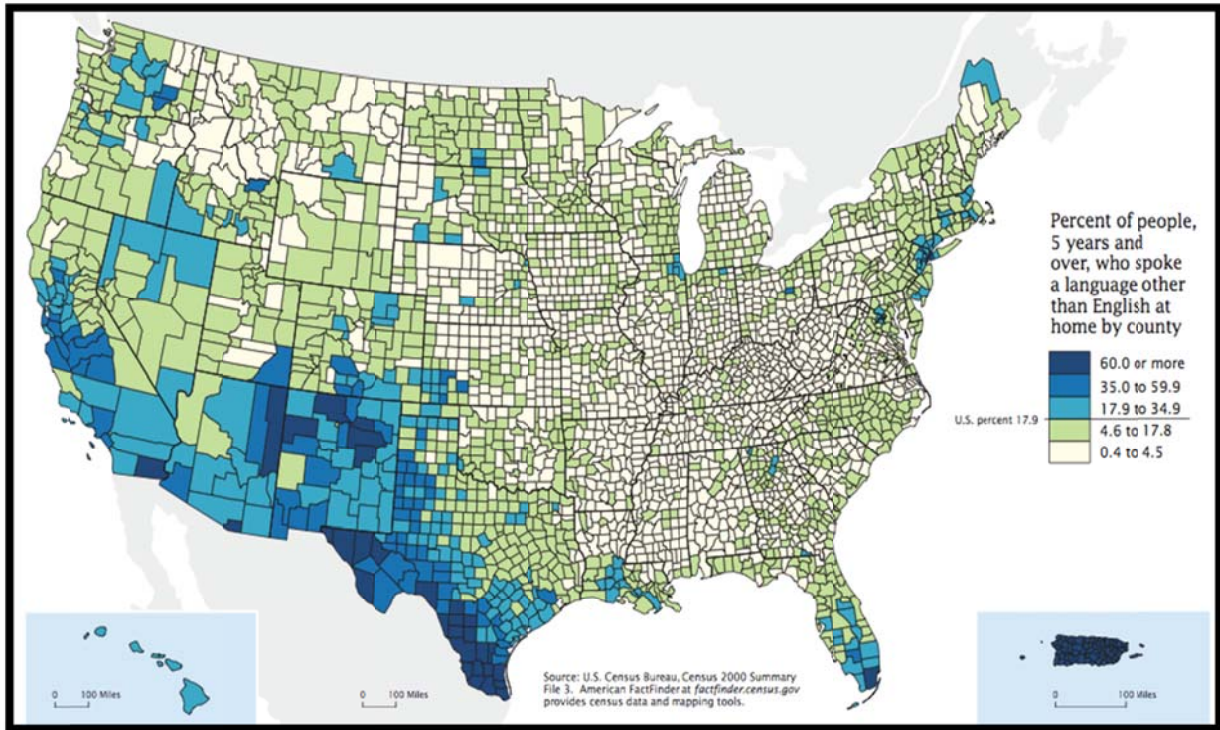 Percent of people,
5 years and
over, who spoke
a language other
than English at
home by county
60.0 or more
35.0 to 59.9
17.9 to 34.9
U.S. percent 17.9
4.6 to 17.8
0.4 to 4.5
Source: U.S. Census Bureau, Census 2000 Summary
File 3. American FactFinder at factfinder.census.gov
provides census data and mapping tools.
0 100 Miles
0 100 Miles
0 100 Miles